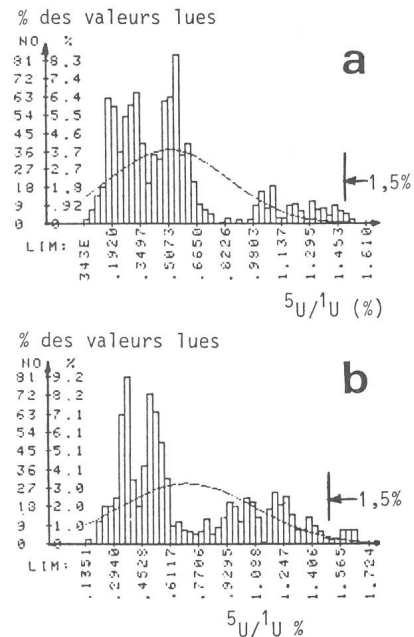 % des valeurs lues
NO %
a
81 8.3
72 7.4
63 6.4
54 5.5
45 4.6
36 3.7
27 2.7
18 1.8
9 .92
0 0
1,5%
LIM: .343E .1920 .3497 .5073 .6650 .8226 .9803 1.137 1.295 1.453 1.610
5U/1U (%)
% des valeurs lues
NO %
b
81 9.2
72 8.2
63 7.1
54 6.1
45 5.1
36 4.1
27 3.0
18 2.0
9 1.0
0 0
1,5%
LIM: .1351 .2940 .4528 .6117 .7706 .9295 1.088 1.247 1.406 1.565 1.724
5U/1U %